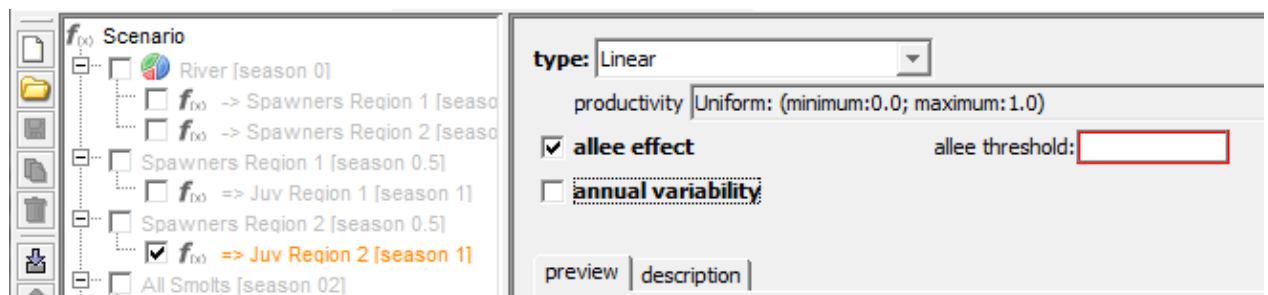 f(x) Scenario
River [season 0]
f(x) -> Spawners Region 1 [seaso
f(x) -> Spawners Region 2 [seaso
Spawners Region 1 [season 0.5]
f(x) => Juv Region 1 [season 1]
Spawners Region 2 [season 0.5]
f(x) => Juv Region 2 [season 1]
All Smolts [season 02]
type: Linear
productivity Uniform: (minimum:0.0; maximum:1.0)
allee effect allee threshold:
annual variability
preview description